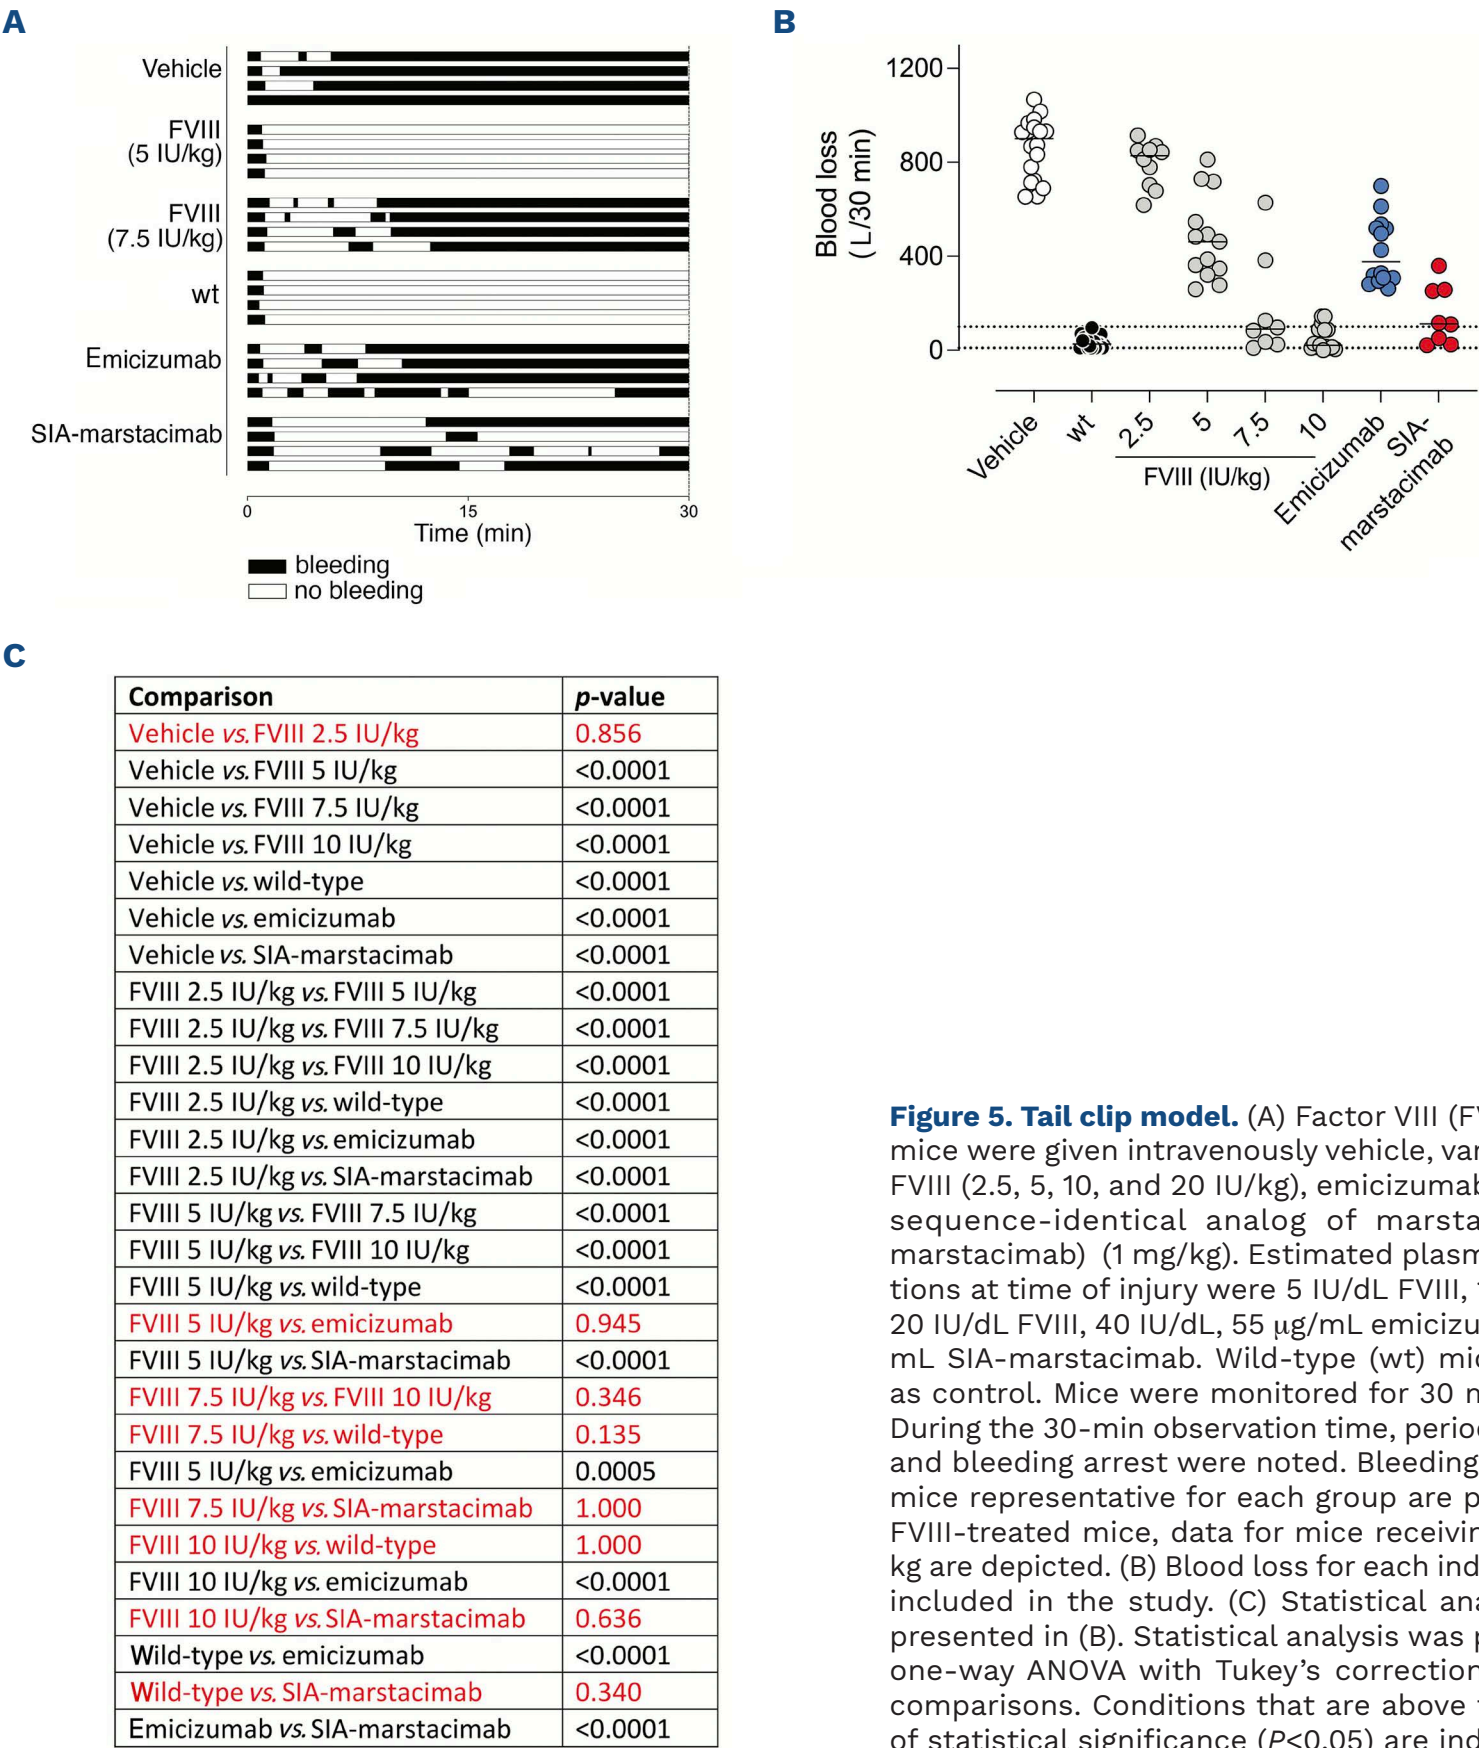 A
Vehicle
FVIII
(5 IU/kg)
FVIII
(7.5 IU/kg)
wt
Emicizumab
SIA-marstacimab
0 15 30
Time (min)
bleeding
no bleeding
B
Blood loss
(L/30 min)
1200
800
400
0
Vehicle
wt
2.5
5
7.5
10
FVIII (IU/kg)
Emicizumab
SIA-
marstacimab
C
Comparison p-value
Vehicle vs. FVIII 2.5 IU/kg 0.856
Vehicle vs. FVIII 5 IU/kg <0.0001
Vehicle vs. FVIII 7.5 IU/kg <0.0001
Vehicle vs. FVIII 10 IU/kg <0.0001
Vehicle vs. wild-type <0.0001
Vehicle vs. emicizumab <0.0001
Vehicle vs. SIA-marstacimab <0.0001
FVIII 2.5 IU/kg vs. FVIII 5 IU/kg <0.0001
FVIII 2.5 IU/kg vs. FVIII 7.5 IU/kg <0.0001
FVIII 2.5 IU/kg vs. FVIII 10 IU/kg <0.0001
FVIII 2.5 IU/kg vs. wild-type <0.0001
FVIII 2.5 IU/kg vs. emicizumab <0.0001
FVIII 2.5 IU/kg vs. SIA-marstacimab <0.0001
FVIII 5 IU/kg vs. FVIII 7.5 IU/kg <0.0001
FVIII 5 IU/kg vs. FVIII 10 IU/kg <0.0001
FVIII 5 IU/kg vs. wild-type <0.0001
FVIII 5 IU/kg vs. emicizumab 0.945
FVIII 5 IU/kg vs. SIA-marstacimab <0.0001
FVIII 7.5 IU/kg vs. FVIII 10 IU/kg 0.346
FVIII 7.5 IU/kg vs. wild-type 0.135
FVIII 5 IU/kg vs. emicizumab 0.0005
FVIII 7.5 IU/kg vs. SIA-marstacimab 1.000
FVIII 10 IU/kg vs. wild-type 1.000
FVIII 10 IU/kg vs. emicizumab <0.0001
FVIII 10 IU/kg vs. SIA-marstacimab 0.636
Wild-type vs. emicizumab <0.0001
Wild-type vs. SIA-marstacimab 0.340
Emicizumab vs. SIA-marstacimab <0.0001
Figure 5. Tail clip model. (A) Factor VIII (FV
mice were given intravenously vehicle, var
FVIII (2.5, 5, 10, and 20 IU/kg), emicizumab
sequence-identical analog of marsta
marstacimab) (1 mg/kg). Estimated plasm
tions at time of injury were 5 IU/dL FVIII,
20 IU/dL FVIII, 40 IU/dL, 55 µg/mL emicizu
mL SIA-marstacimab. Wild-type (wt) mic
as control. Mice were monitored for 30 m
During the 30-min observation time, perio
and bleeding arrest were noted. Bleeding
mice representative for each group are p
FVIII-treated mice, data for mice receivin
kg are depicted. (B) Blood loss for each ind
included in the study. (C) Statistical ana
presented in (B). Statistical analysis was p
one-way ANOVA with Tukey's correction
comparisons. Conditions that are above
of statistical significance (P<0.05) are ind